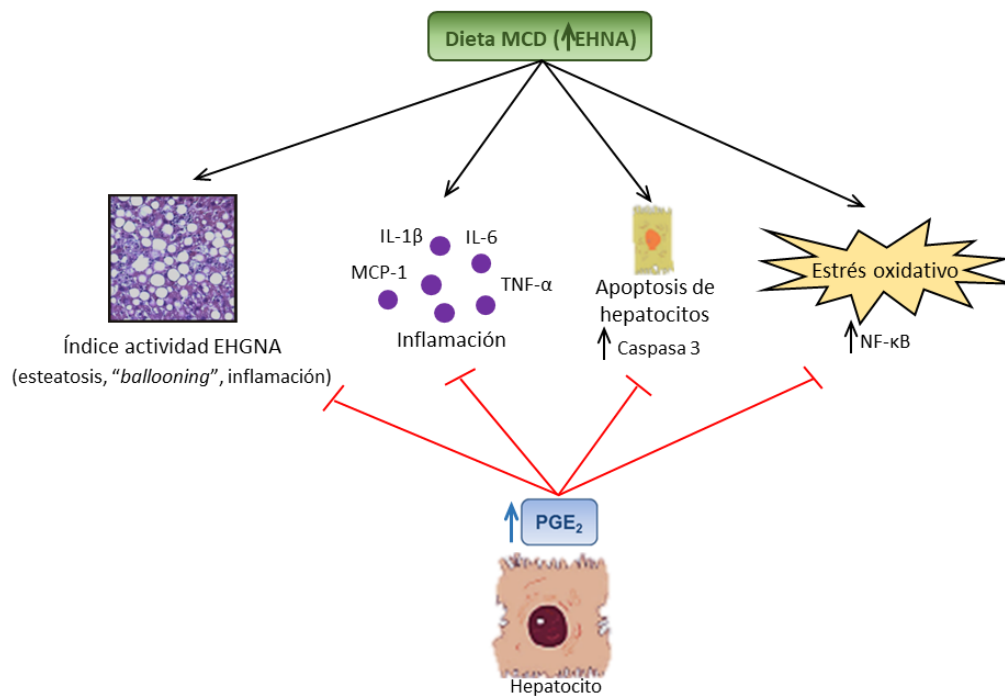 Dieta MCD (↑EHNA)
IL-1β
IL-6
MCP-1
TNF-α
Inflamación
Índice actividad EHGNA
(esteatosis, “ballooning”, inflamación)
Apoptosis de
hepatocitos
↑ Caspasa 3
Estrés oxidativo
↑NF-κB
↑ PGE₂
Hepatocito